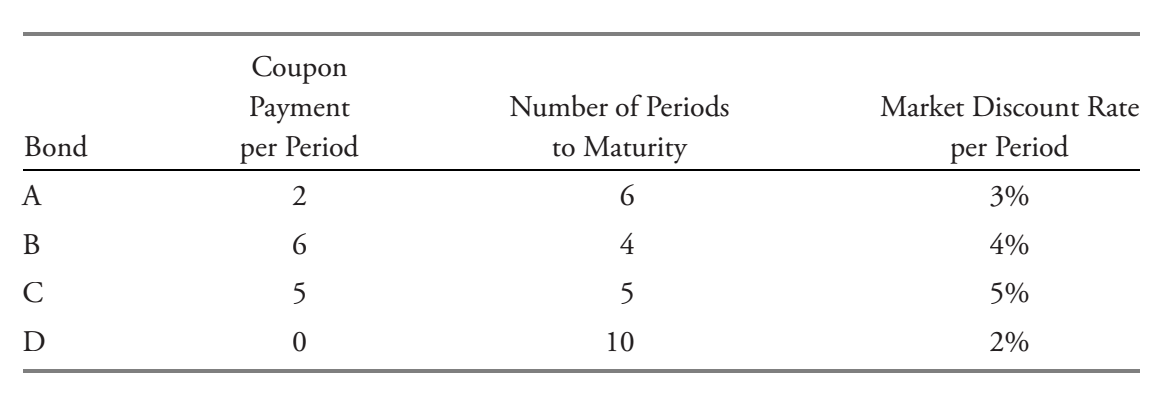 Coupon
Payment Number of Periods Market Discount Rate
Bond per Period to Maturity per Period
A 2 6 3%
B 6 4 4%
C 5 5 5%
D 0 10 2%